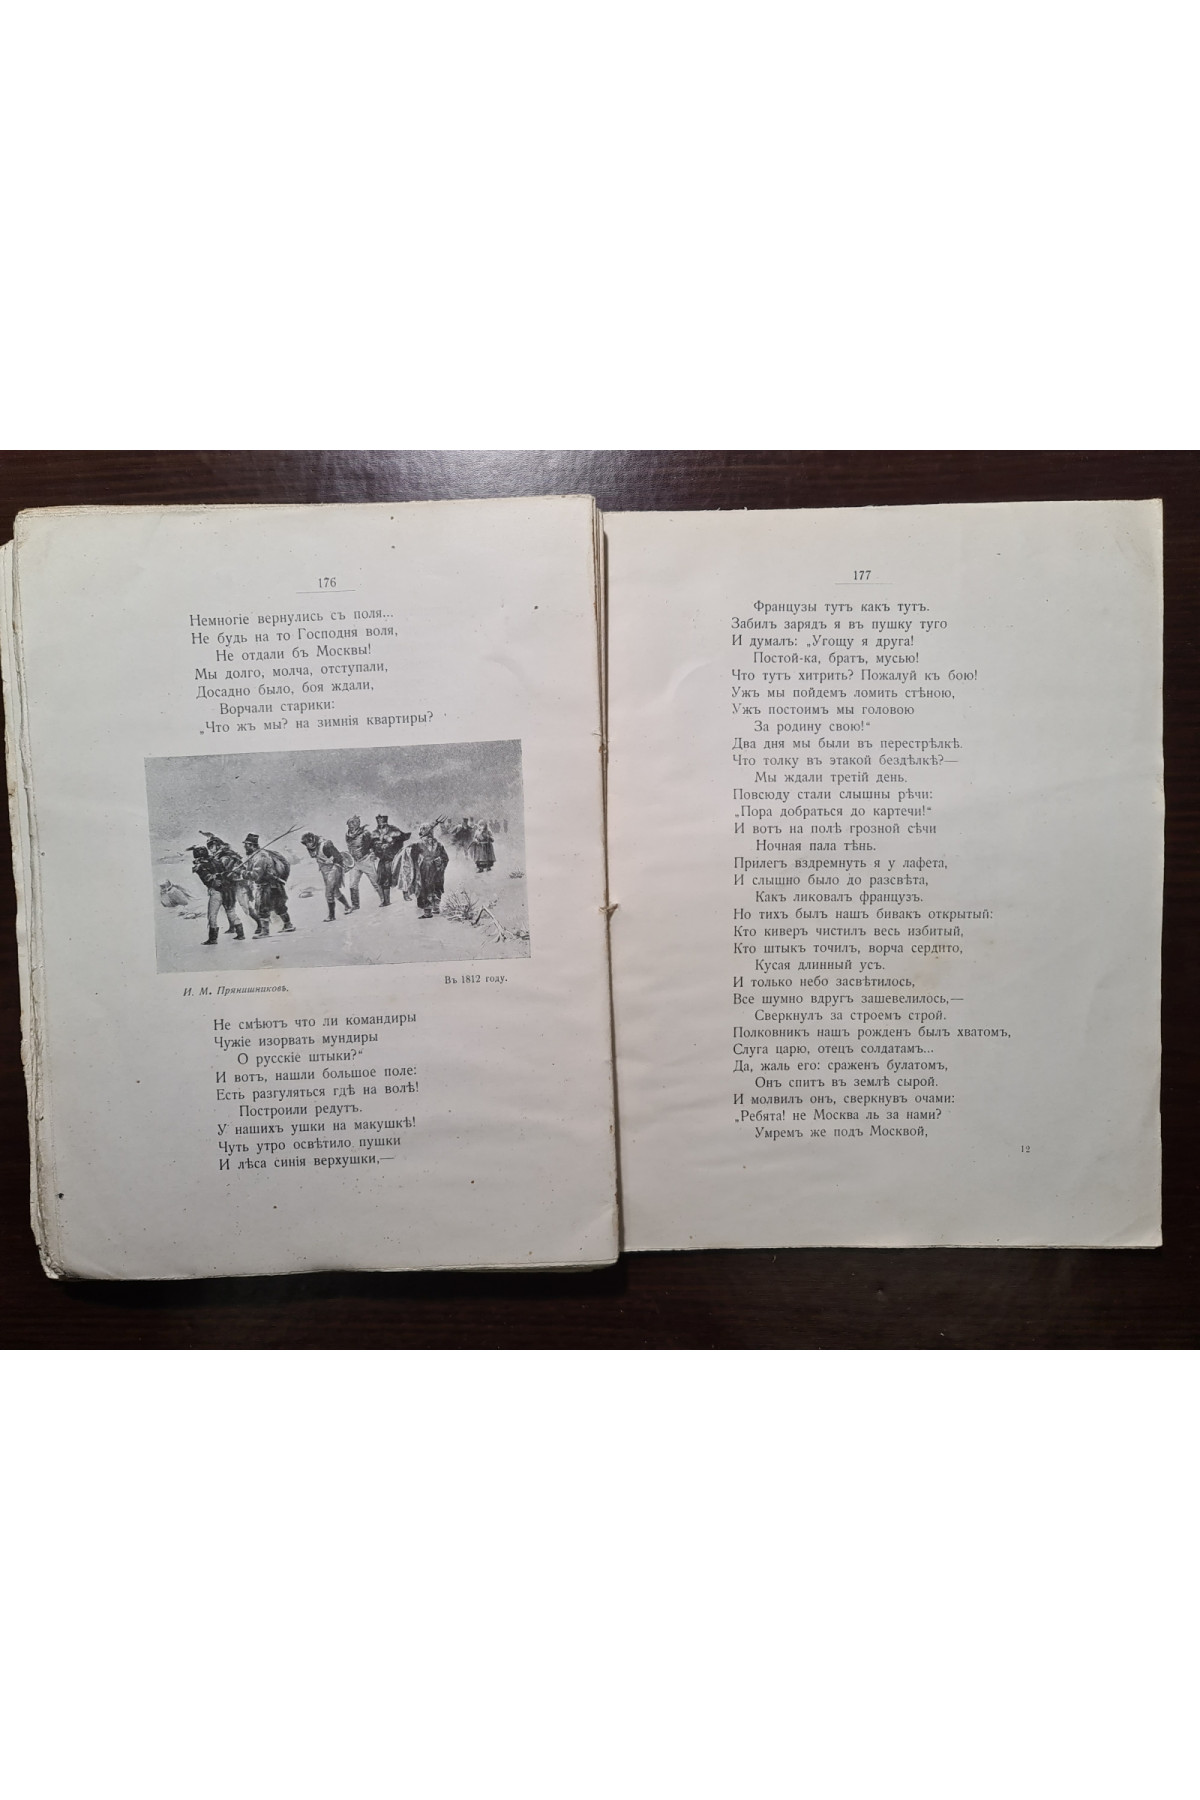 176
Немногіе вернулись съ поля...
Не будь на то Господня воля,
Не отдали бъ Москвы!
Мы долго, молча, отступали,
Досадно было, боя ждали,
Ворчали старики:
„Что жъ мы? на зимнія квартиры?
И. М. Прянишниковъ.
Въ 1812 году.
Не смѣютъ что ли командиры
Чужіе изорвать мундиры
О русскіе штыки?“
И вотъ, нашли большое поле:
Есть разгуляться гдѣ на волѣ!
Построили редутъ.
У нашихъ ушки на макушкѣ!
Чуть утро освѣтило пушки
И лѣса синія верхушки,—
177
Французы тутъ какъ тутъ.
Забилъ зарядъ я въ пушку туго
И думалъ: „Угощу я друга!
Постой-ка, братъ, мусью!
Что тутъ хитрить? Пожалуй къ бою!
Ужъ мы пойдемъ ломить стѣною,
Ужъ постоимъ мы головою
За родину свою!“
Два дня мы были въ перестрѣлкѣ.
Что толку въ этакой бездѣлкѣ?—
Мы ждали третій день.
Повсюду стали слышны рѣчи:
„Пора добраться до картечи!“
И вотъ на полѣ грозной сѣчи
Ночная пала тѣнь.
Прилегъ вздремнуть я у лафета,
И слышно было до разсвѣта,
Какъ ликовалъ французъ.
Но тихъ былъ нашъ бивакъ открытый:
Кто киверъ чистилъ весь избитый,
Кто штыкъ точилъ, ворча сердито,
Кусая длинный усъ.
И только небо засвѣтилось,
Все шумно вдругъ зашевелилось,—
Сверкнулъ за строемъ строй.
Полковникъ нашъ рожденъ былъ хватомъ,
Слуга царю, отецъ солдатамъ...
Да, жаль его: сраженъ булатомъ,
Онъ спитъ въ землѣ сырой.
И молвилъ онъ, сверкнувъ очами:
„Ребята! не Москва ль за нами?
Умремъ же подъ Москвой,
12